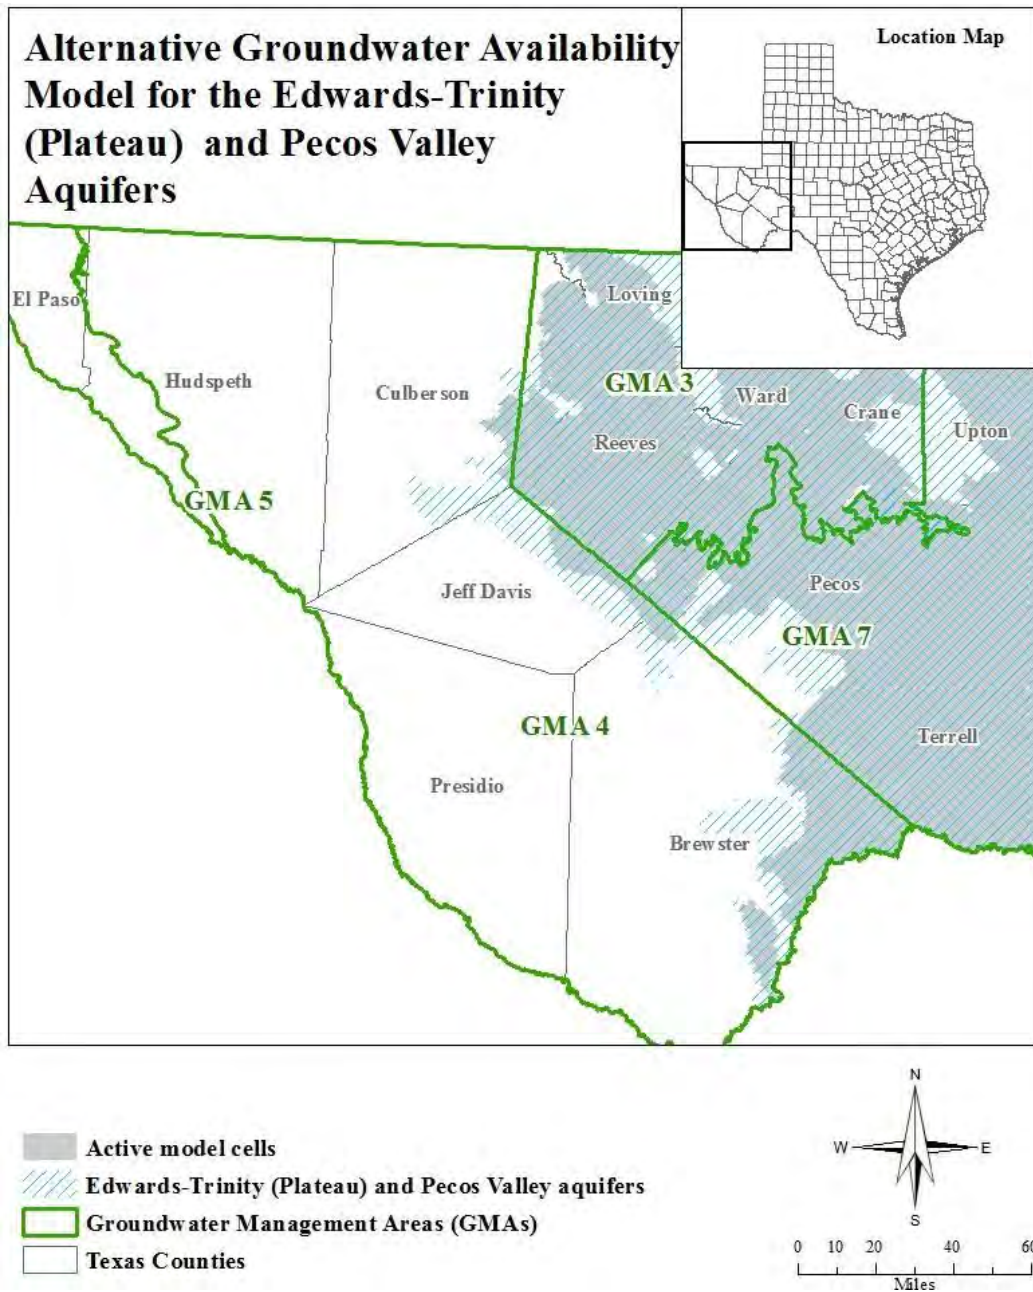 Alternative Groundwater Availability
Model for the Edwards-Trinity
(Plateau) and Pecos Valley
Aquifers
Location Map
El Paso
Hudspeth
Culberson
Loving
GMA 3
Ward
Crane
Upton
Reeves
GMA 5
Jeff Davis
Pecos
GMA 7
GMA 4
Terrell
Presidio
Brewster
Active model cells
Edwards-Trinity (Plateau) and Pecos Valley aquifers
Groundwater Management Areas (GMAs)
Texas Counties
N
W
E
S
0 10 20 40 60
Miles